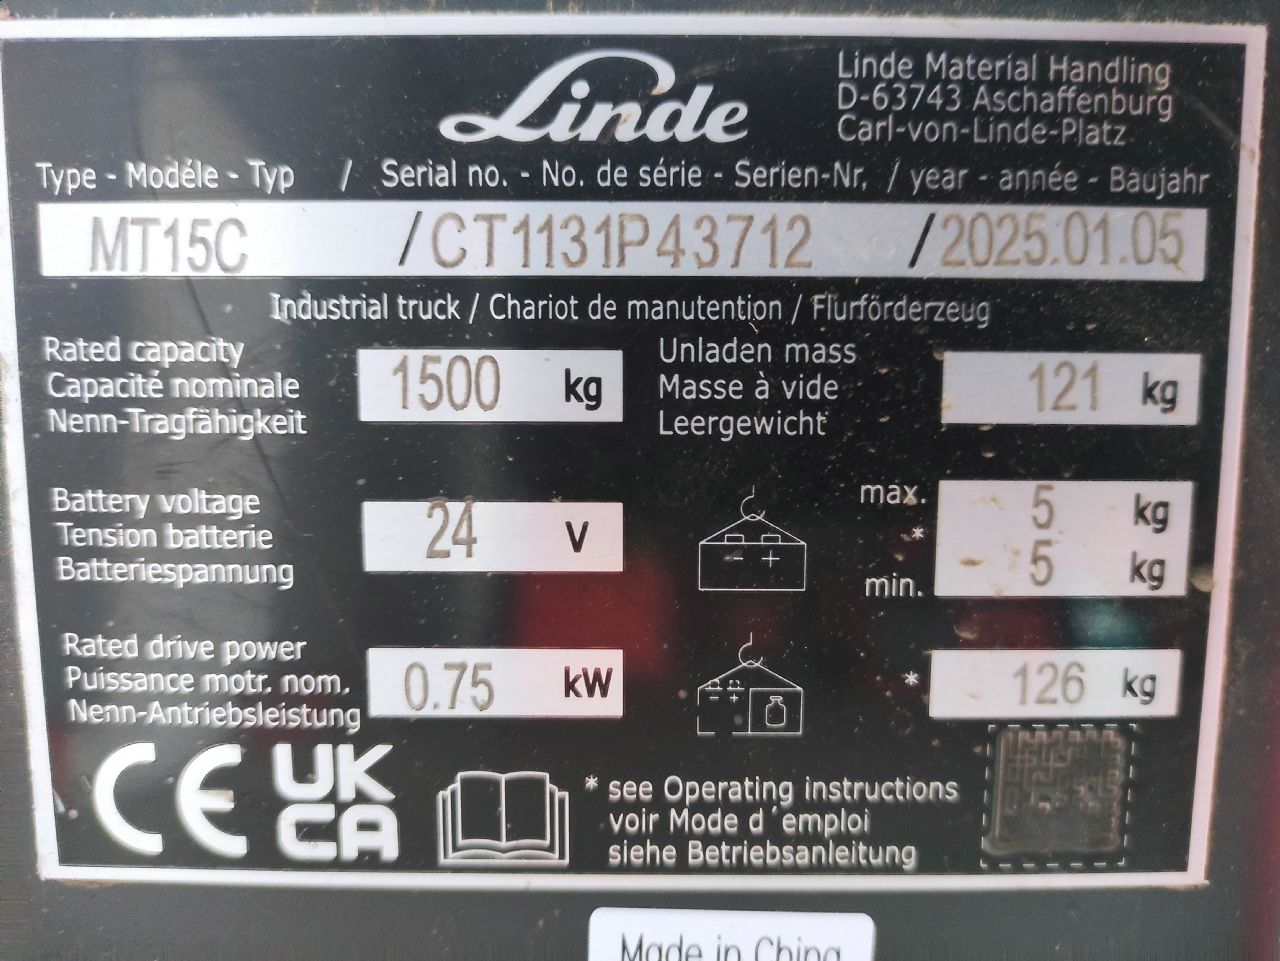 Linde
Linde Material Handling
D-63743 Aschaffenburg
Carl-von-Linde-Platz
Type - Modéle - Typ / Serial no. - No. de série - Serien-Nr. / year - année - Baujahr
MT15C /CT1131P43712 /2025.01.05
Industrial truck / Chariot de manutention / Flurförderzeug
Rated capacity
Capacité nominale
Nenn-Tragfähigkeit
1500 kg
Unladen mass
Masse à vide
Leergewicht
121 kg
Battery voltage
Tension batterie
Batteriespannung
24 V
max. 5 kg
*
min. 5 kg
Rated drive power
Puissance motr. nom.
Nenn-Antriebsleistung
0.75 kW
* 126 kg
CE UK
CA
* see Operating instructions
voir Mode d´emploi
siehe Betriebsanleitung
Made in China